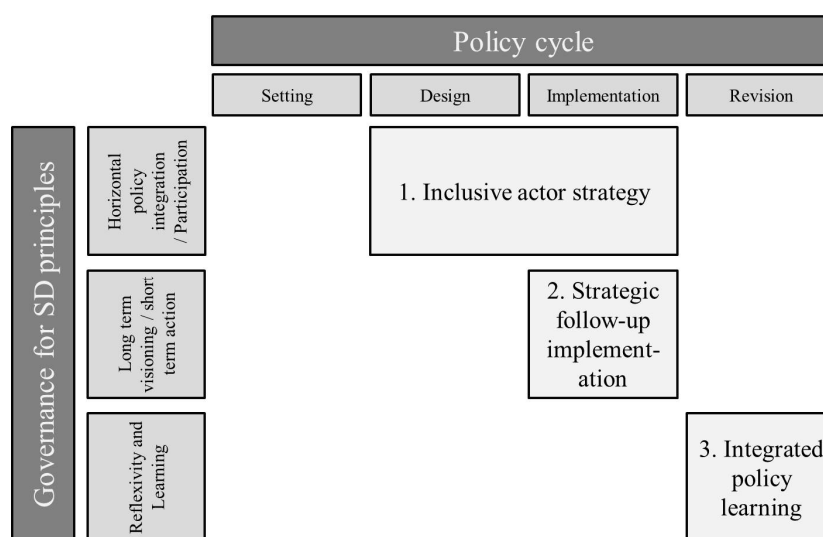 Policy cycle
Setting
Design
Implementation
Revision
Governance for SD principles
Horizontal
policy
integration
/ Participation
1. Inclusive actor strategy
Long term
visioning / short
term action
2. Strategic
follow-up
implement-
ation
Reflexivity and
Learning
3. Integrated
policy
learning